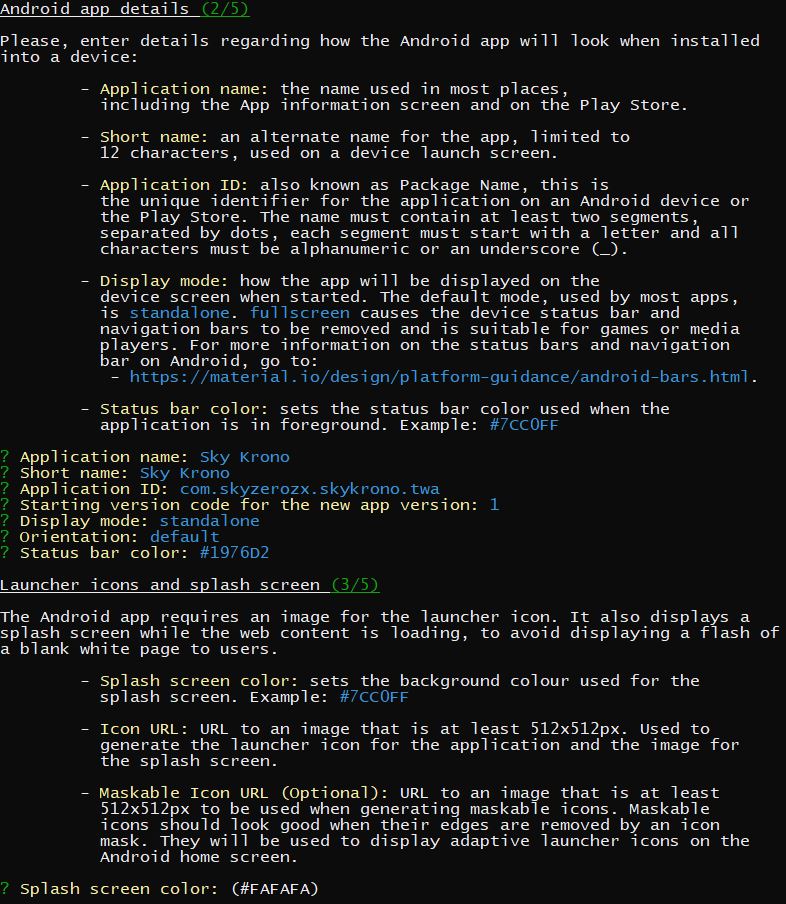 Android app details (2/5)
Please, enter details regarding how the Android app will look when installed
into a device:
- Application name: the name used in most places,
including the App information screen and on the Play Store.
- Short name: an alternate name for the app, limited to
12 characters, used on a device launch screen.
- Application ID: also known as Package Name, this is
the unique identifier for the application on an Android device or
the Play Store. The name must contain at least two segments,
separated by dots, each segment must start with a letter and all
characters must be alphanumeric or an underscore (_).
- Display mode: how the app will be displayed on the
device screen when started. The default mode, used by most apps,
is standalone. fullscreen causes the device status bar and
navigation bars to be removed and is suitable for games or media
players. For more information on the status bars and navigation
bar on Android, go to:
- https://material.io/design/platform-guidance/android-bars.html.
- Status bar color: sets the status bar color used when the
application is in foreground. Example: #7CC0FF
? Application name: Sky Krono
? Short name: Sky Krono
? Application ID: com.skyzerozx.skykrono.twa
? Starting version code for the new app version: 1
? Display mode: standalone
? Orientation: default
? Status bar color: #1976D2
Launcher icons and splash screen (3/5)
The Android app requires an image for the launcher icon. It also displays a
splash screen while the web content is loading, to avoid displaying a flash of
a blank white page to users.
- Splash screen color: sets the background colour used for the
splash screen. Example: #7CC0FF
- Icon URL: URL to an image that is at least 512x512px. Used to
generate the launcher icon for the application and the image for
the splash screen.
- Maskable Icon URL (Optional): URL to an image that is at least
512x512px to be used when generating maskable icons. Maskable
icons should look good when their edges are removed by an icon
mask. They will be used to display adaptive launcher icons on the
Android home screen.
? Splash screen color: (#FAFAFA)